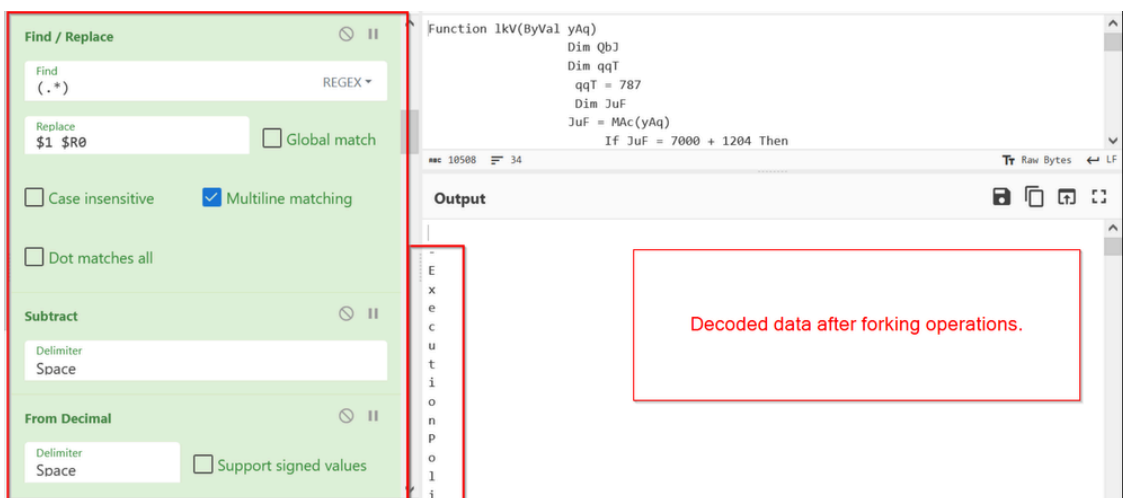 Find / Replace
Find
(.*)
REGEX
Replace
$1 $R0
Global match
Case insensitive
Multiline matching
Dot matches all
Subtract
Delimiter
Space
From Decimal
Delimiter
Space
Support signed values
Function lkV(ByVal yAq)
Dim QbJ
Dim qqT
qqT = 787
Dim JuF
JuF = MAc(yAq)
If JuF = 7000 + 1204 Then
ABC 10508
34
Tr Raw Bytes
LF
Output
-
E
x
e
c
u
t
i
o
n
P
o
l
i
Decoded data after forking operations.